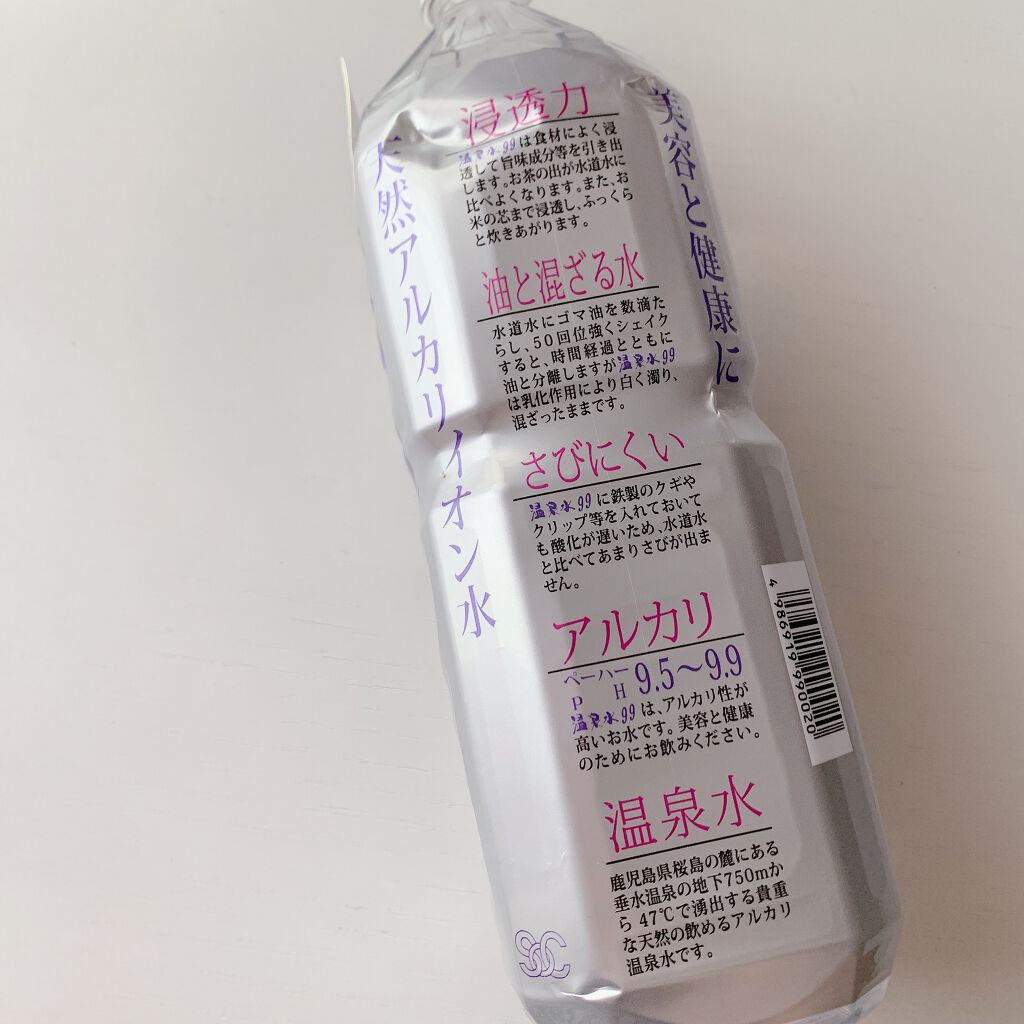 天然アルカリイオン水
浸透力
温泉水99は食材によく浸
透して旨味成分等を引き出
します。お茶の出が水道水に
比べよくなります。また、お
米の芯まで浸透し、ふっくら
と炊きあがります。
油と混ざる水
水道水にゴマ油を数滴た
らし、50回位強くシェイク
すると、時間経過とともに
油と分離しますが温泉水99
は乳化作用により白く濁り、
混ざったままです。
さびにくい
温泉水99に鉄製のクギや
クリップ等を入れておいて
も酸化が遅いため、水道水
と比べてあまりさびが出ま
せん。
アルカリ
ペーハー
PH 9.5〜9.9
温泉水99は、アルカリ性が
高いお水です。美容と健康
のためにお飲みください。
温泉水
鹿児島県桜島の麓にある
垂水温泉の地下750mか
ら47℃で湧出する貴重
な天然の飲めるアルカリ
温泉水です。
美容と健康に
4986919990020